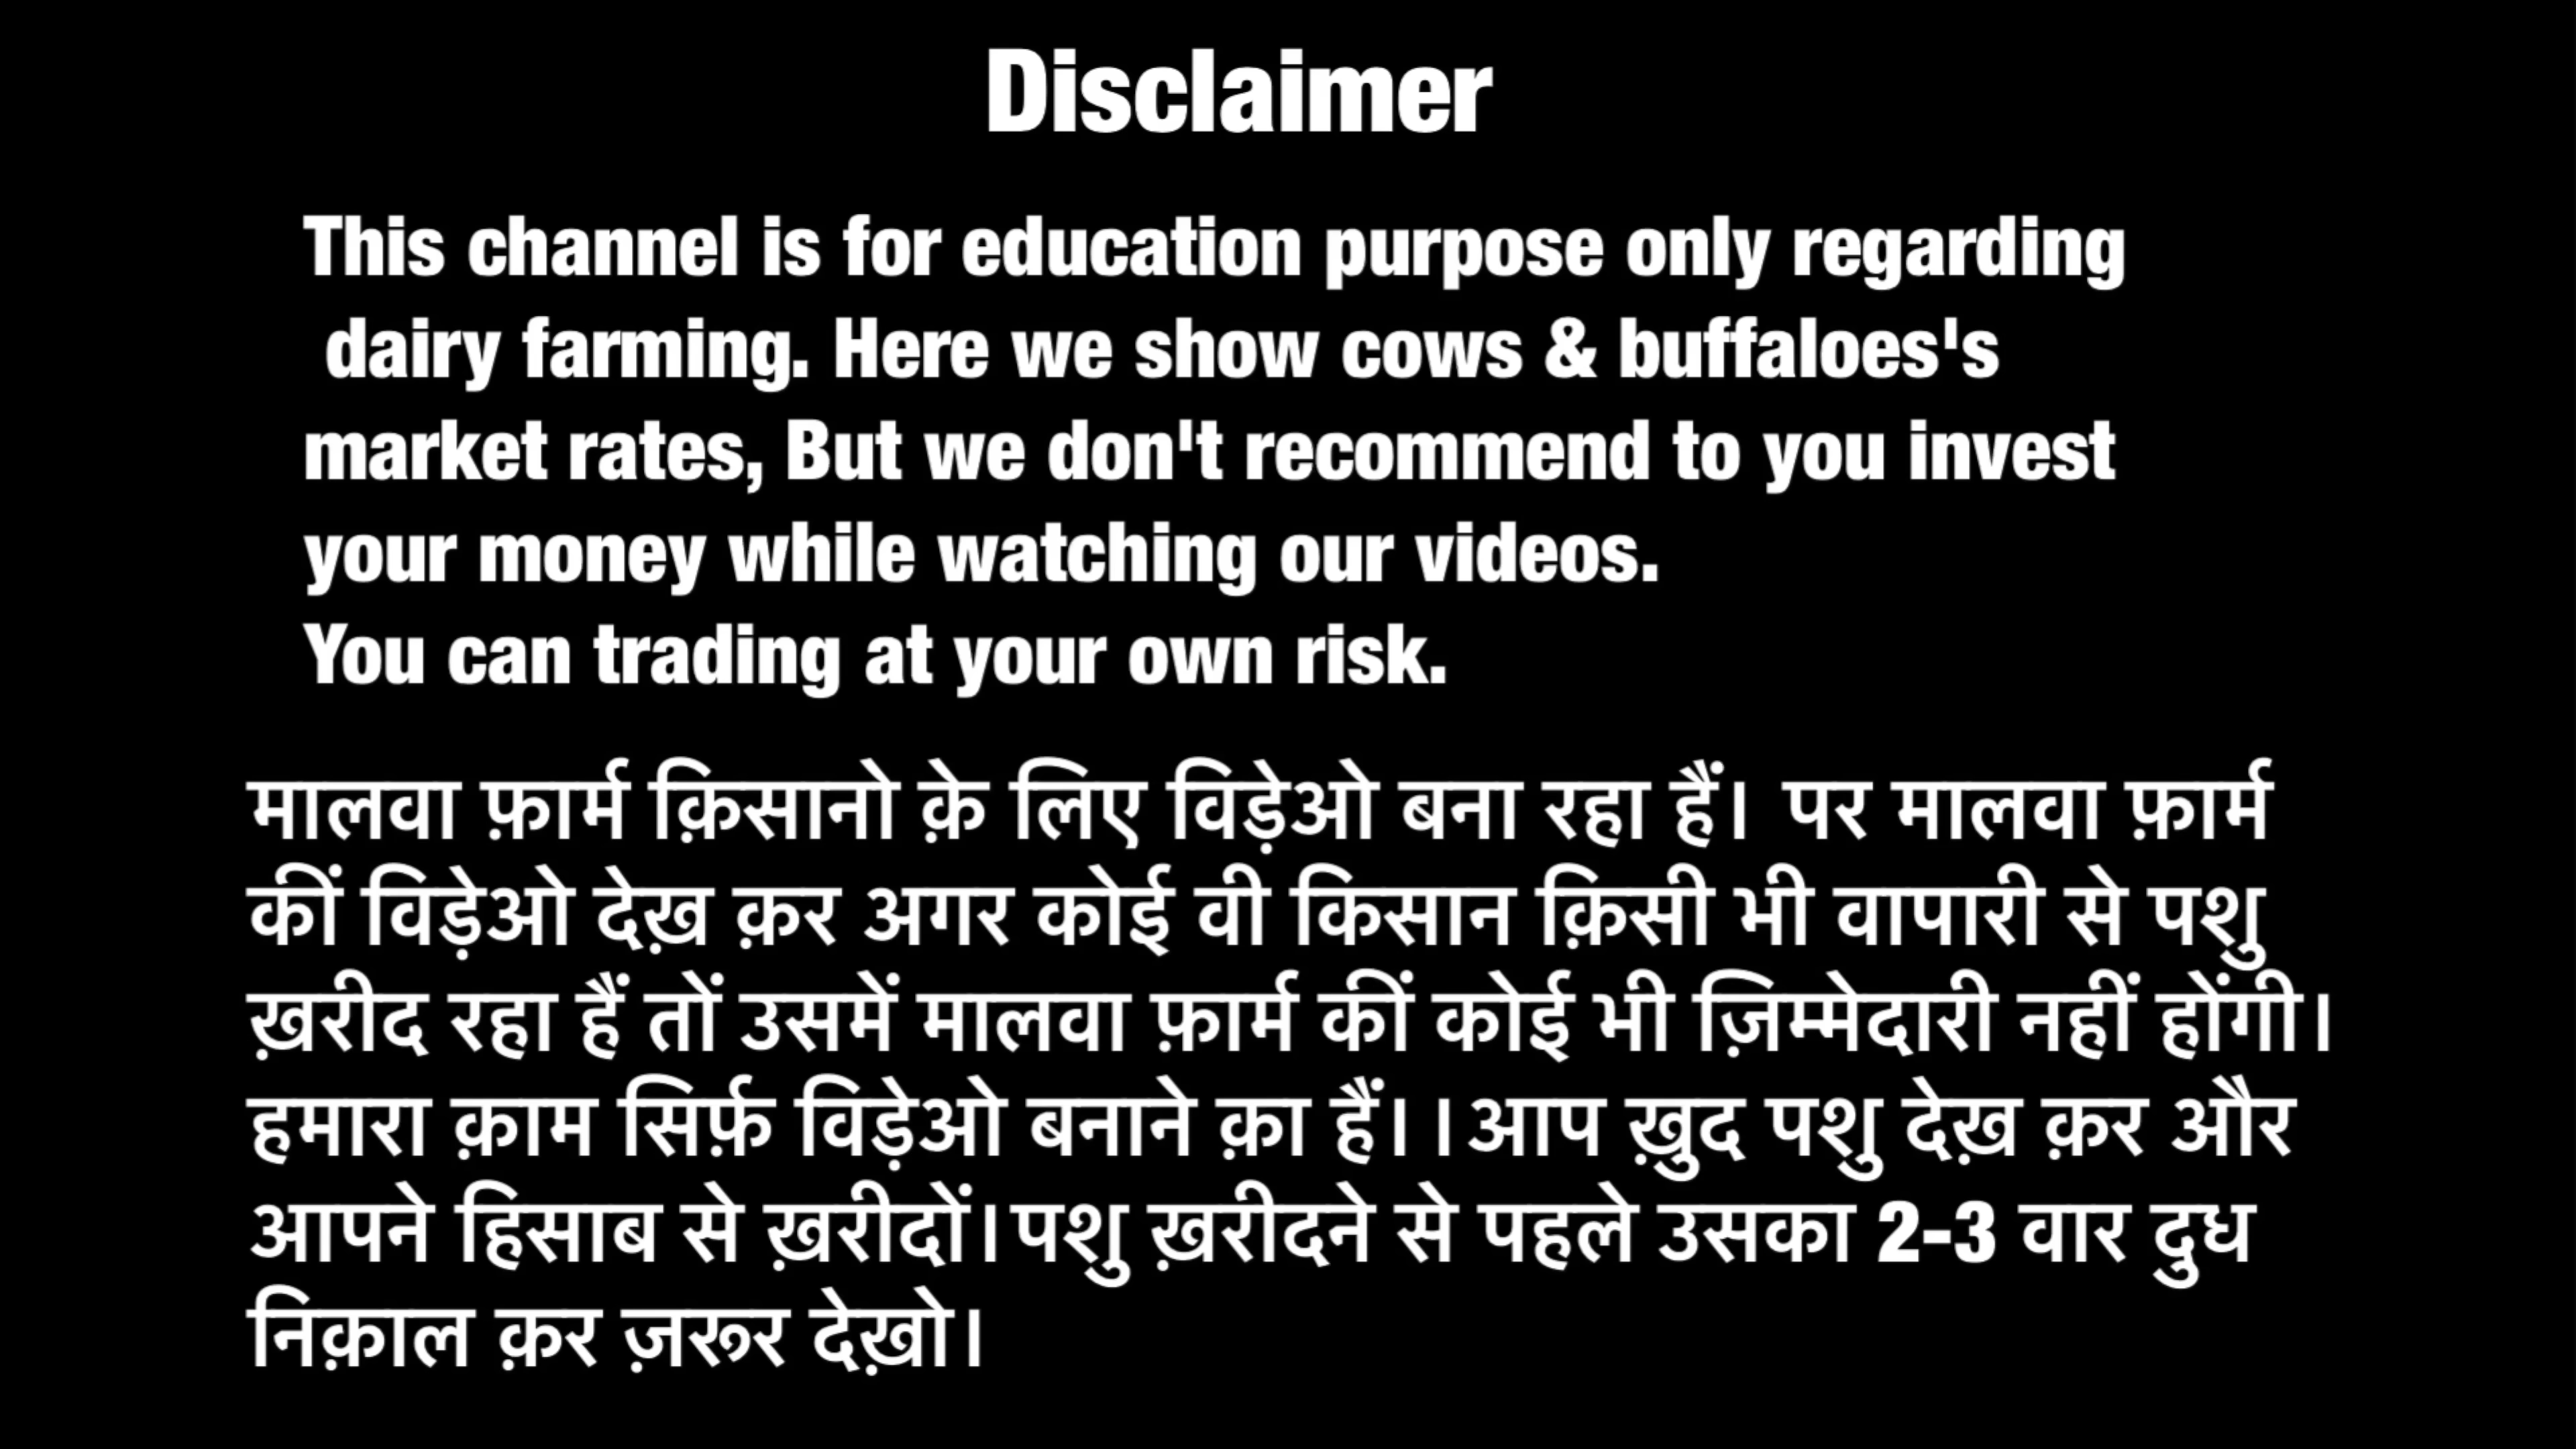 Disclaimer
This channel is for education purpose only regarding
dairy farming. Here we show cows & buffaloes's
market rates, But we don't recommend to you invest
your money while watching our videos.
You can trading at your own risk.
मालवा फ़ार्म क़िसानो क़े लिए विड़ेओ बना रहा हैं। पर मालवा फ़ार्म
कीं विड़ेओ देख़ क़र अगर कोई वी किसान क़िसी भी वापारी से पशु
ख़रीद रहा हैं तों उसमें मालवा फ़ार्म कीं कोई भी ज़िम्मेदारी नहीं होंगी।
हमारा क़ाम सिर्फ़ विड़ेओ बनाने क़ा हैं। ।आप ख़ुद पशु देख़ क़र और
आपने हिसाब से ख़रीदों। पशु ख़रीदने से पहले उसका 2-3 वार दुध
निक़ाल क़र ज़रूर देख़ो।